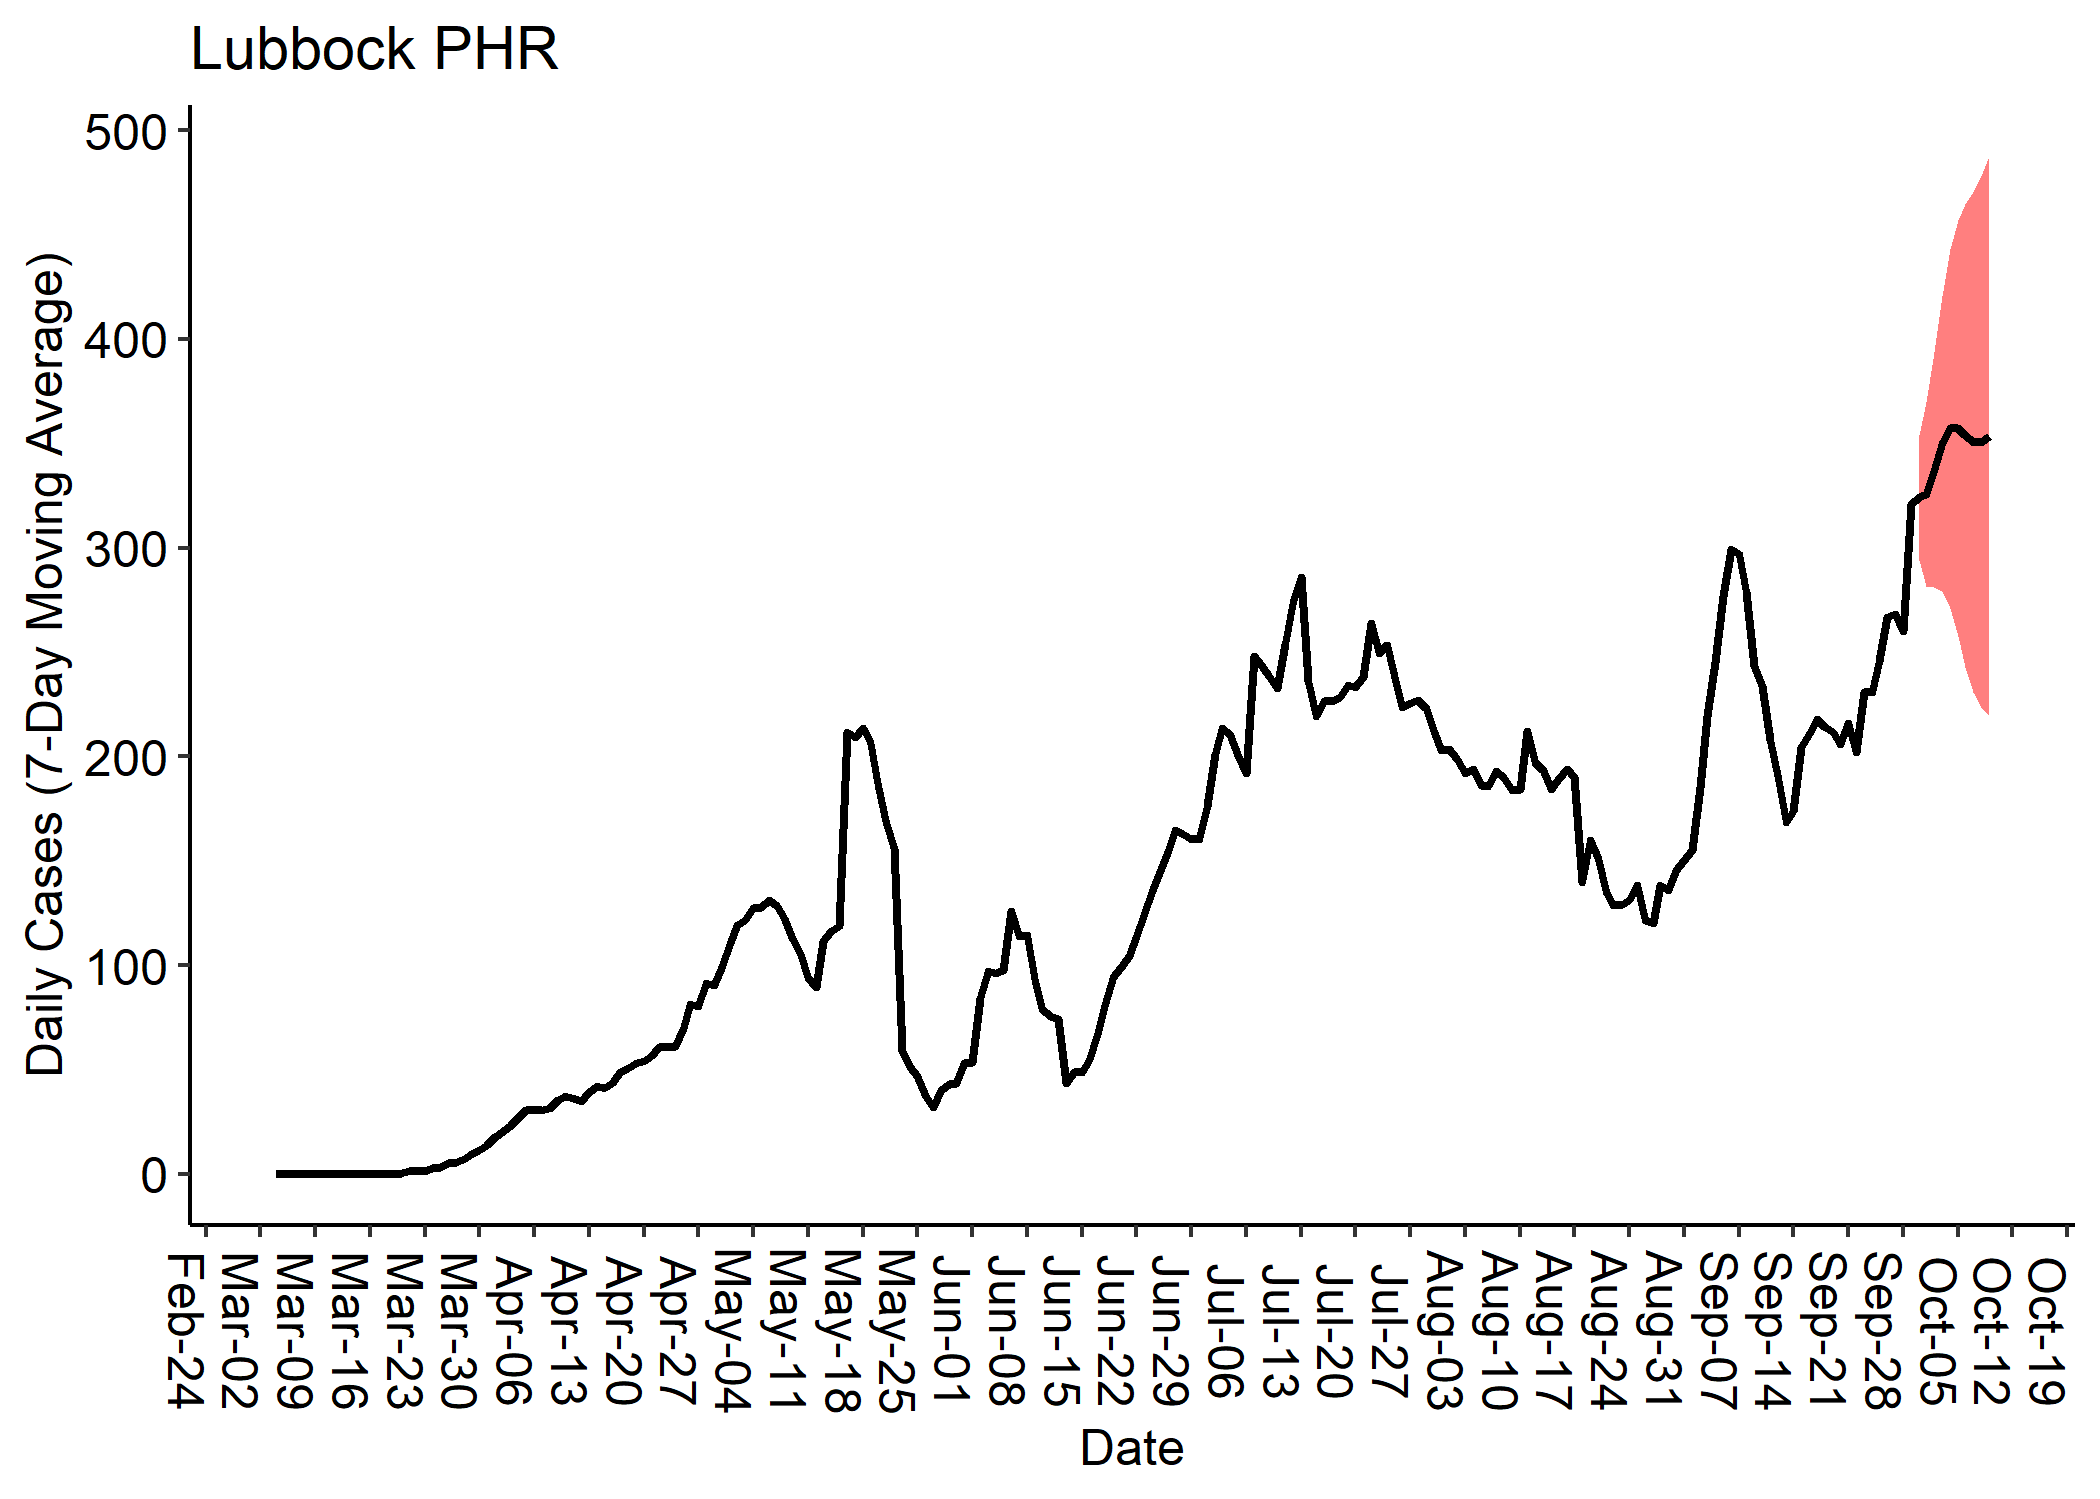 Lubbock PHR
Daily Cases (7-Day Moving Average)
500
400
300
200
100
0
Feb-24
Mar-02
Mar-09
Mar-16
Mar-23
Mar-30
Apr-06
Apr-13
Apr-20
Apr-27
May-04
May-11
May-18
May-25
Jun-01
Jun-08
Jun-15
Jun-22
Jun-29
Jul-06
Jul-13
Jul-20
Jul-27
Aug-03
Aug-10
Aug-17
Aug-24
Aug-31
Sep-07
Sep-14
Sep-21
Sep-28
Oct-05
Oct-12
Oct-19
Date